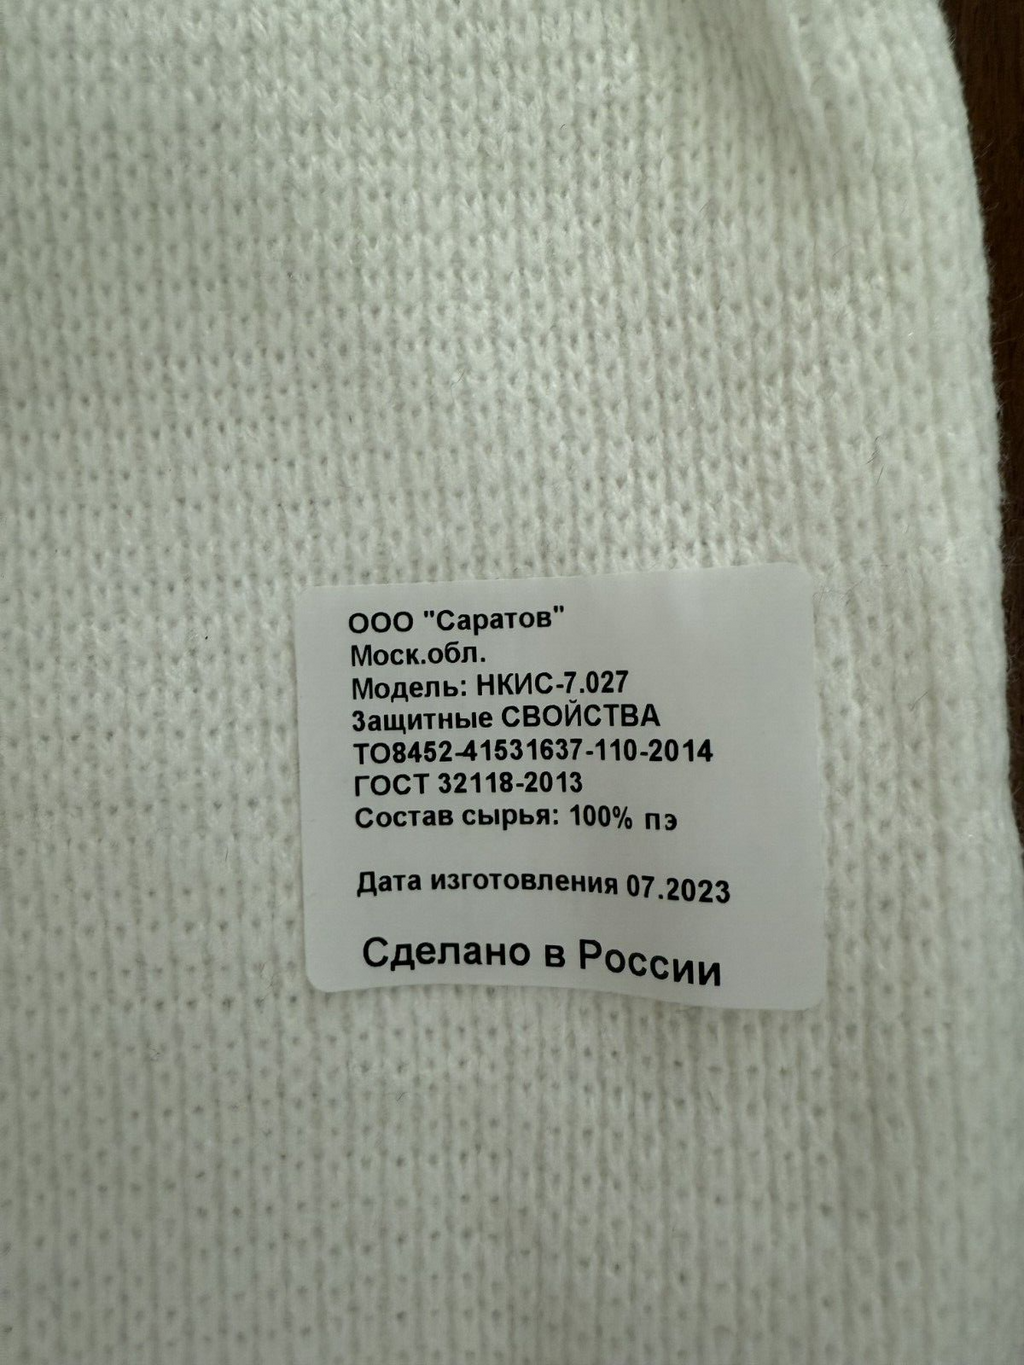 ООО "Саратов"
Моск.обл.
Модель: НКИС-7.027
Защитные СВОЙСТВА
ТО8452-41531637-110-2014
ГОСТ 32118-2013
Состав сырья: 100% пэ
Дата изготовления 07.2023
Сделано в России